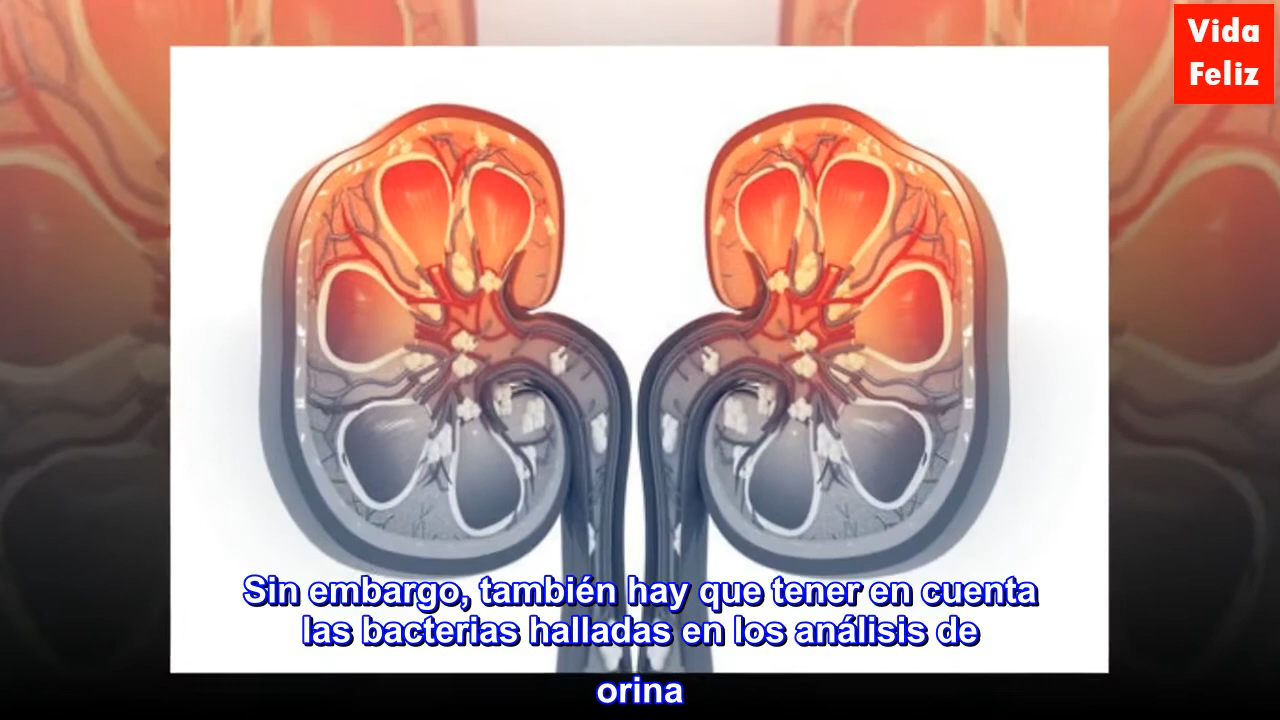 Vida
Feliz
Sin embargo, también hay que tener en cuenta
las bacterias halladas en los análisis de
orina